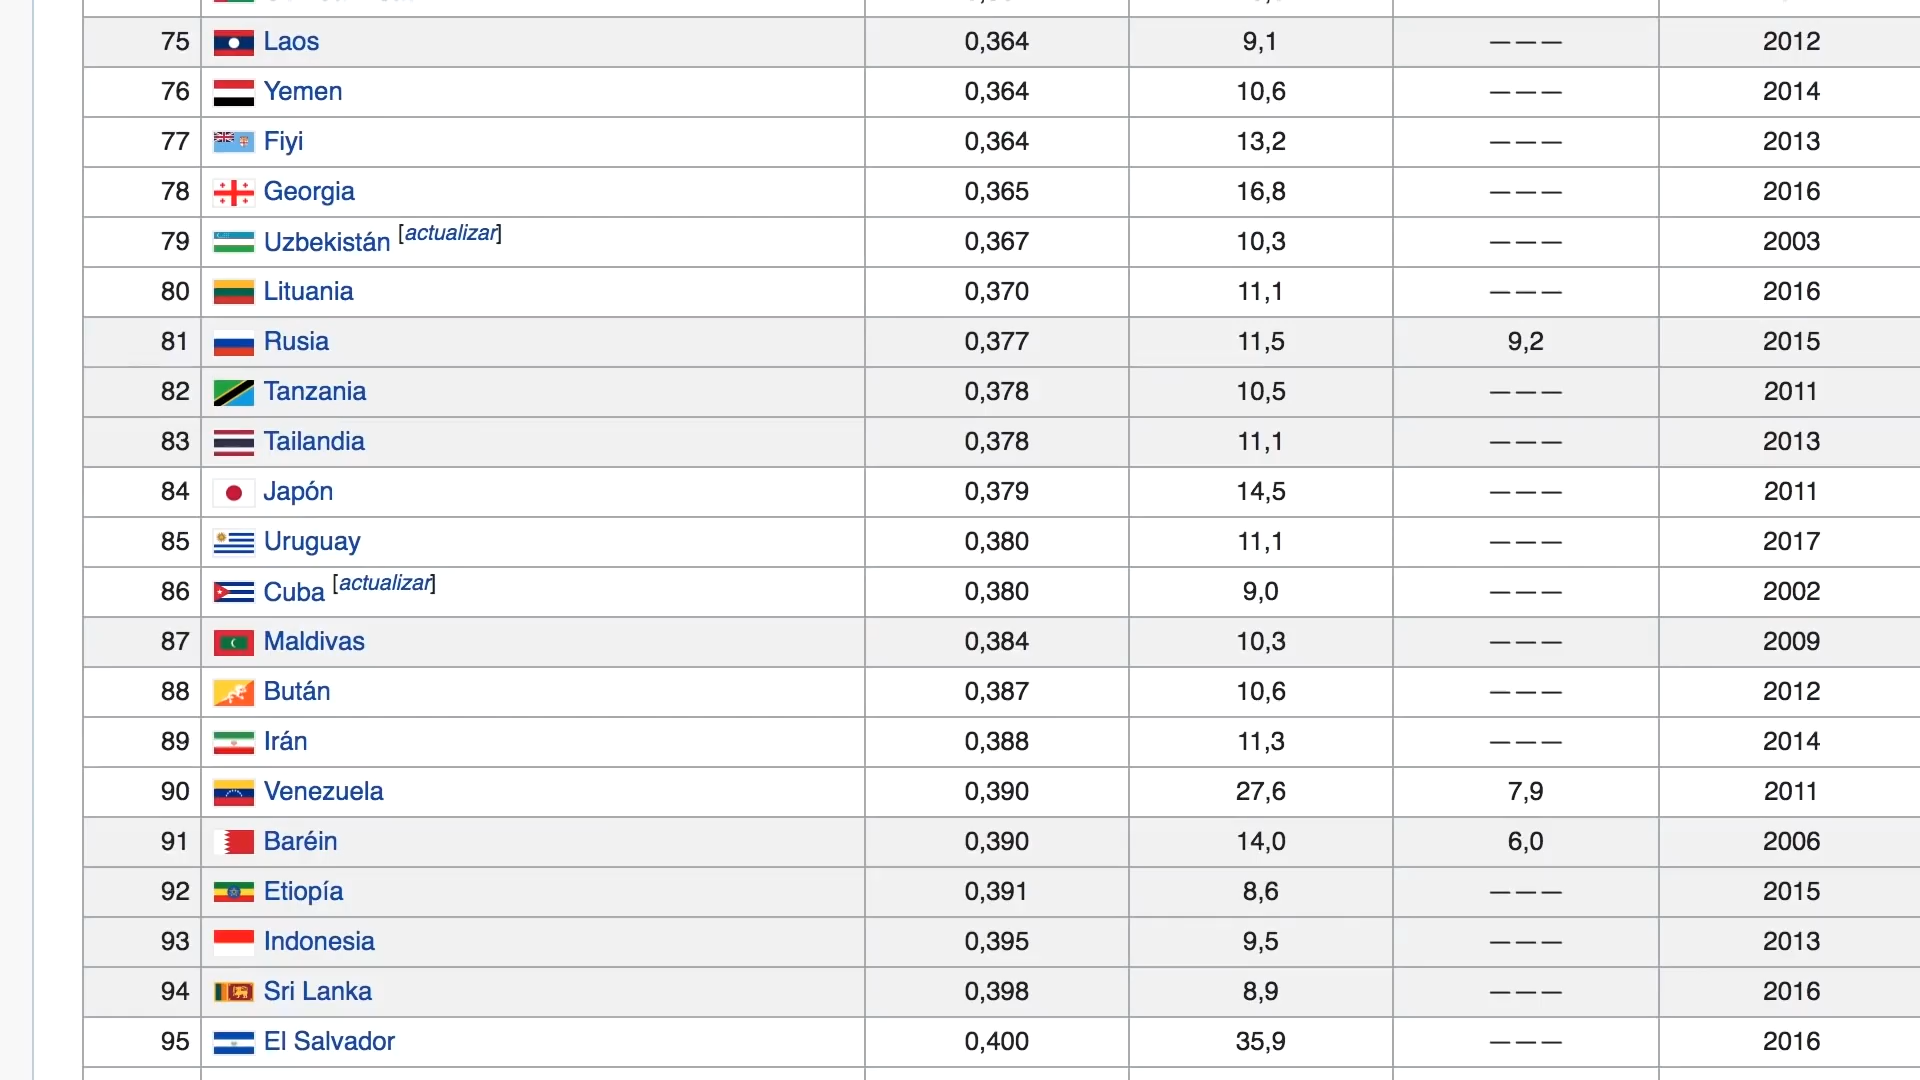 75 Laos 0,364 9,1 ——— 2012
76 Yemen 0,364 10,6 ——— 2014
77 Fiyi 0,364 13,2 ——— 2013
78 Georgia 0,365 16,8 ——— 2016
79 Uzbekistán [actualizar] 0,367 10,3 ——— 2003
80 Lituania 0,370 11,1 ——— 2016
81 Rusia 0,377 11,5 9,2 2015
82 Tanzania 0,378 10,5 ——— 2011
83 Tailandia 0,378 11,1 ——— 2013
84 Japón 0,379 14,5 ——— 2011
85 Uruguay 0,380 11,1 ——— 2017
86 Cuba [actualizar] 0,380 9,0 ——— 2002
87 Maldivas 0,384 10,3 ——— 2009
88 Bután 0,387 10,6 ——— 2012
89 Irán 0,388 11,3 ——— 2014
90 Venezuela 0,390 27,6 7,9 2011
91 Baréin 0,390 14,0 6,0 2006
92 Etiopía 0,391 8,6 ——— 2015
93 Indonesia 0,395 9,5 ——— 2013
94 Sri Lanka 0,398 8,9 ——— 2016
95 El Salvador 0,400 35,9 ——— 2016